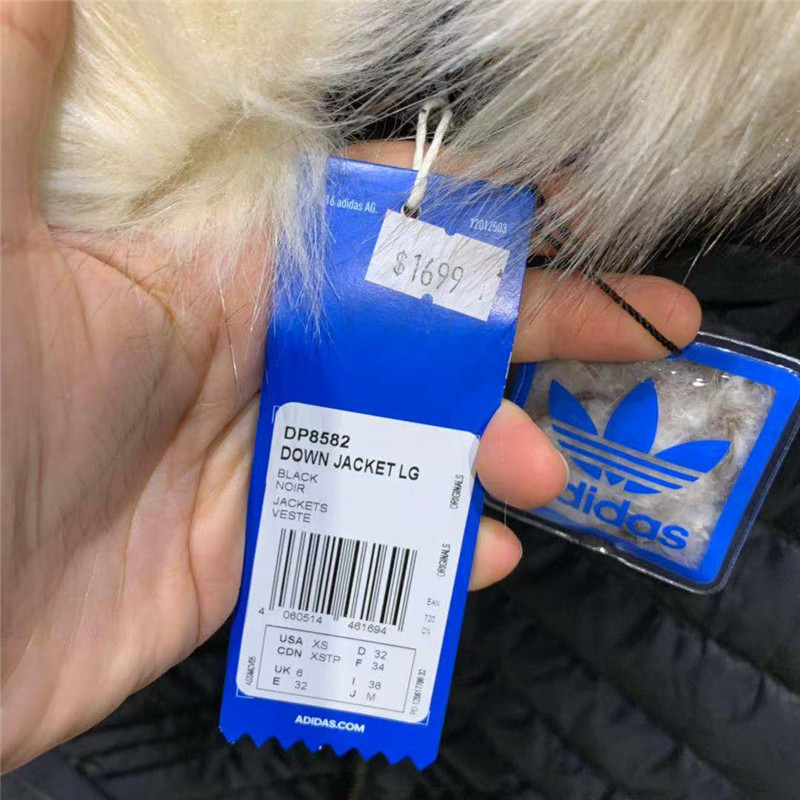 16 adidas AG.
Y2012503
$1699
DP8582
DOWN JACKET LG
BLACK
NOIR
JACKETS
VESTE
ORIGINALS
ORIGINALS
EAN
4 060514 461694
USA XS D 32
CDN XSTP F 34
UK 6 I 38
E 32 J M
ADIDAS.COM
adidas